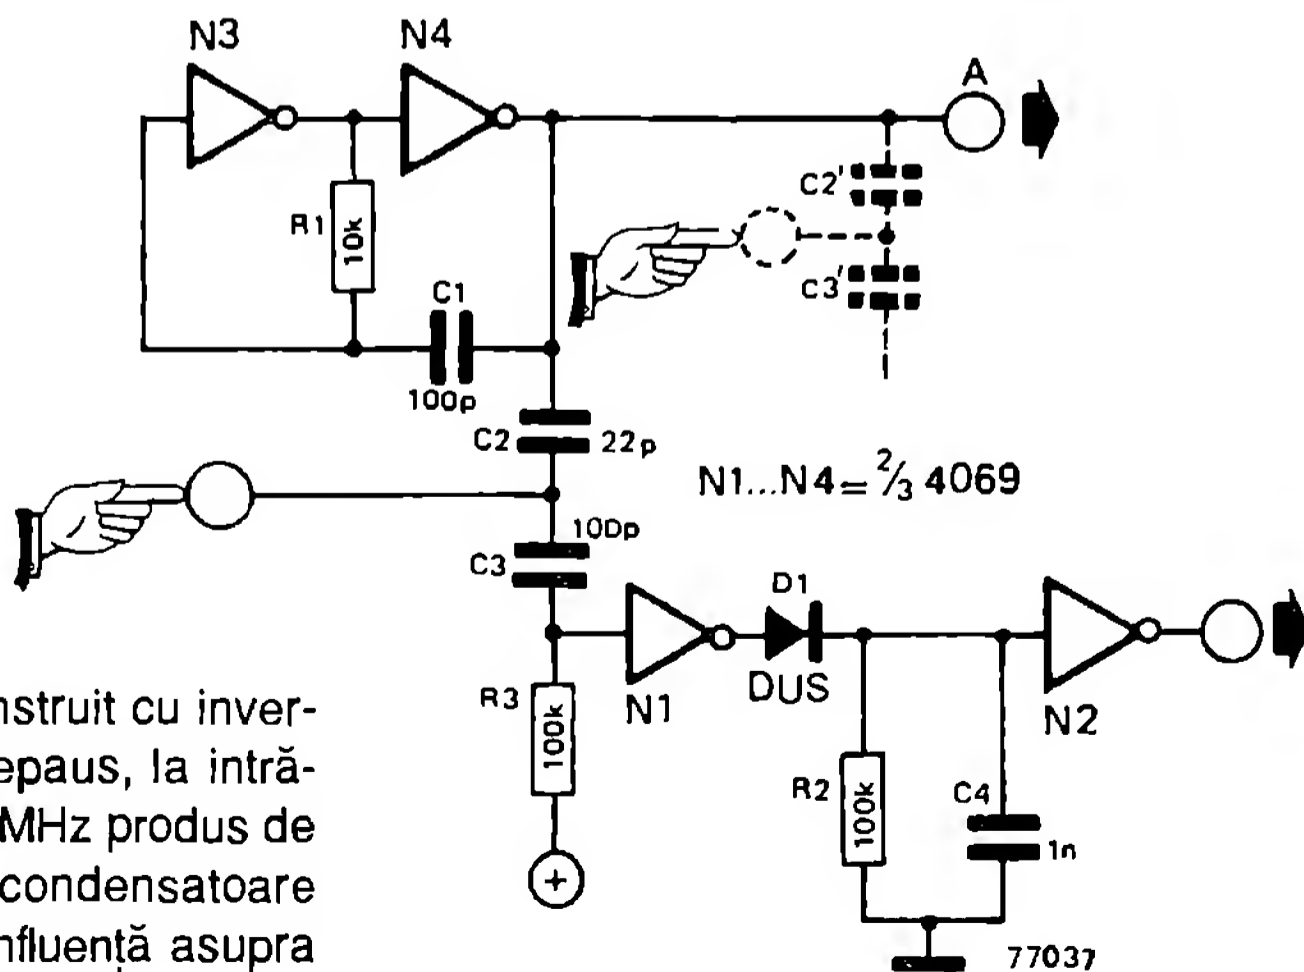 N3
N4
A
C2'
R1
10k
C3'
C1
100p
C2
22p
N1...N4 = 2/3 4069
10Dp
C3
D1
R3
100k
N1
DUS
N2
R2
100k
C4
1n
+
77037
nstruit cu inver-
epaus, la intră-
MHz produs de
condensatoare
nfluență asupra